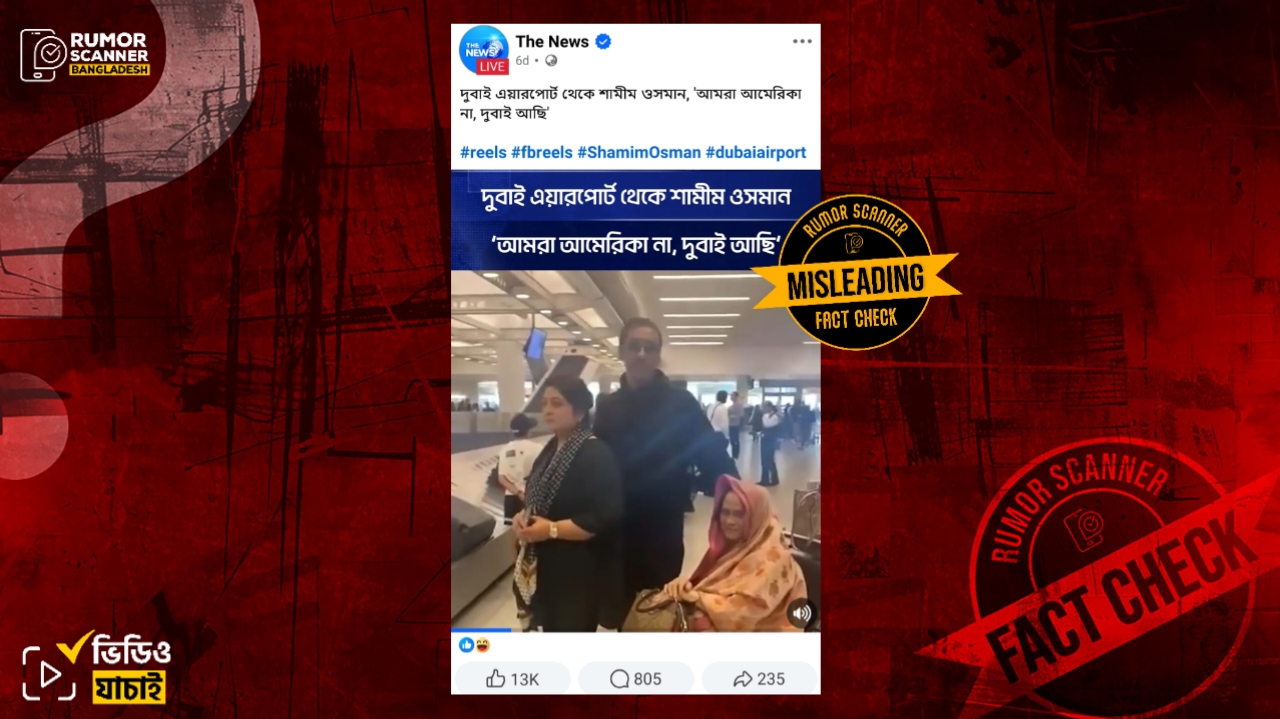 RUMOR
SCANNER
BANGLADESH
THE
NEWS
LIVE
The News
6d
দুবাই এয়ারপোর্ট থেকে শামীম ওসমান, 'আমরা আমেরিকা
না, দুবাই আছি'
#reels #fbreels #ShamimOsman #dubaiairport
দুবাই এয়ারপোর্ট থেকে শামীম ওসমান
'আমরা আমেরিকা না, দুবাই আছি'
RUMOR SCANNER
MISLEADING
FACT CHECK
13K
805
235
RUMOR SCANNER
FACT CHECK
ভিডিও
যাচাই